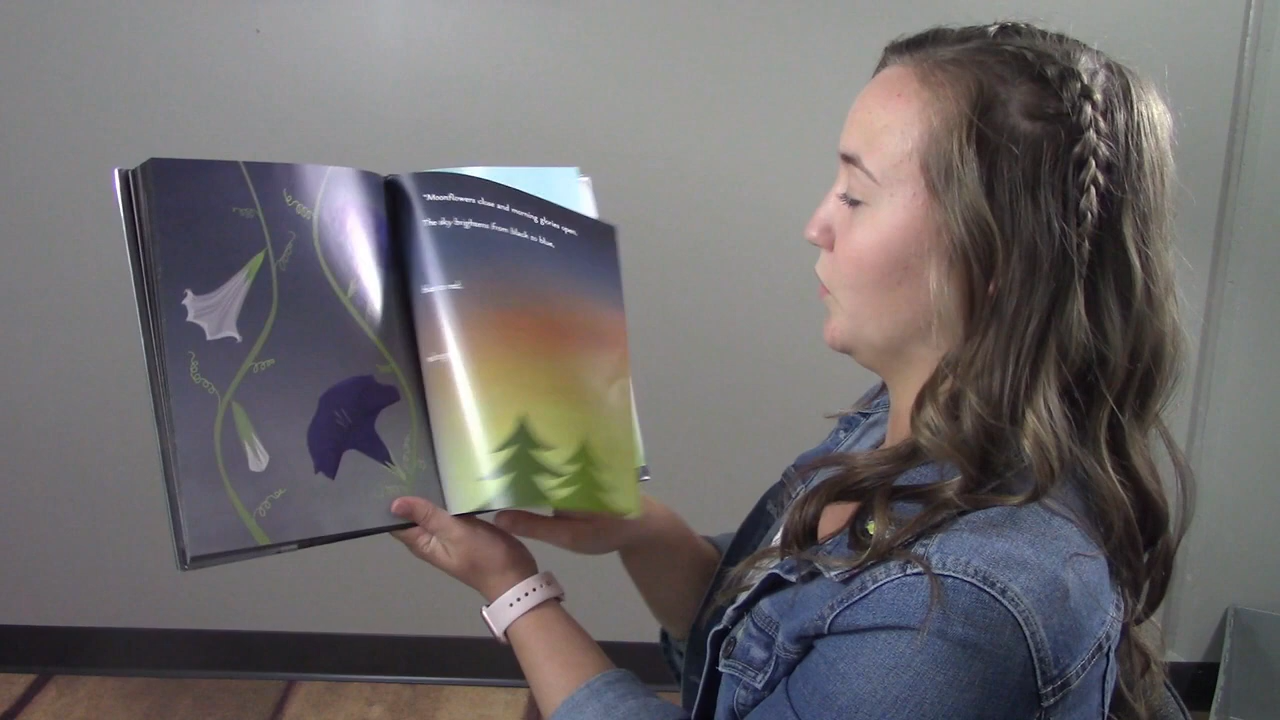 "Moonflowers close and morning glories open,
The sky brightens from black to blue,